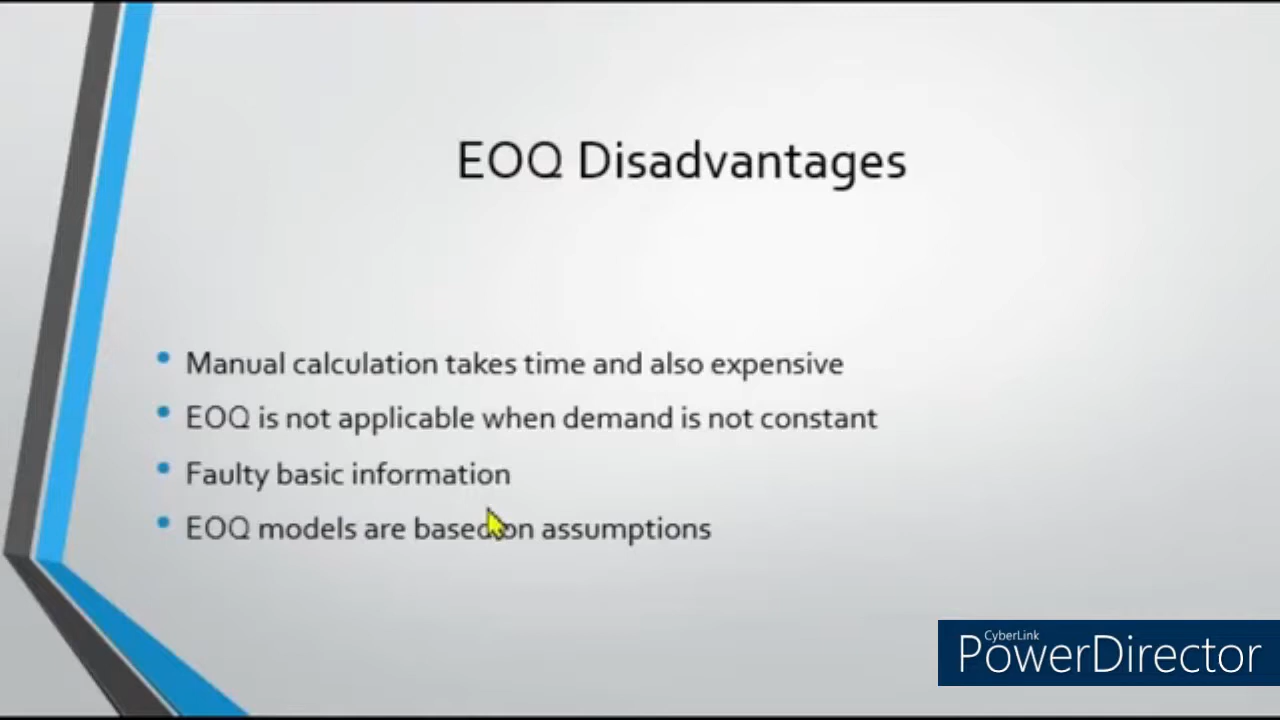 EOQ Disadvantages
Manual calculation takes time and also expensive
EOQ is not applicable when demand is not constant
Faulty basic information
EOQ models are based on assumptions
CyberLink
PowerDirector